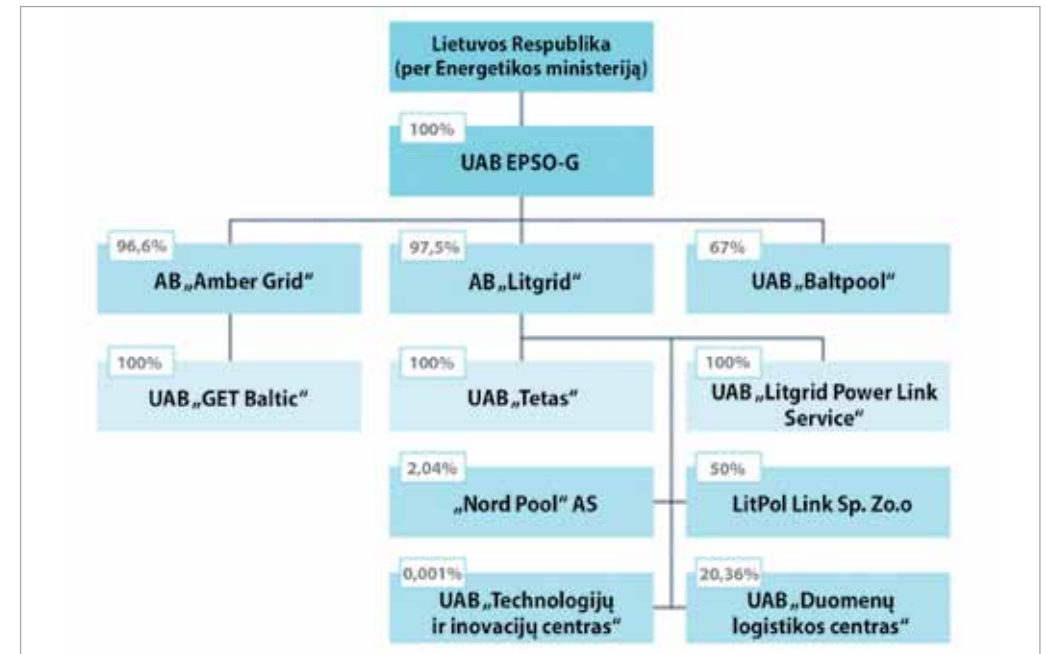 Lietuvos Respublika
(per Energetikos ministeriją)
100%
UAB EPSO-G
96,6%
AB „Amber Grid“
97,5%
AB „Litgrid“
67%
UAB „Baltpool“
100%
UAB „GET Baltic“
100%
UAB „Tetas“
100%
UAB „Litgrid Power Link
Service“
2,04%
„Nord Pool“ AS
50%
LitPol Link Sp. Zo.o
0,001%
UAB „Technologijų
ir inovacijų centras“
20,36%
UAB „Duomenų
logistikos centras“